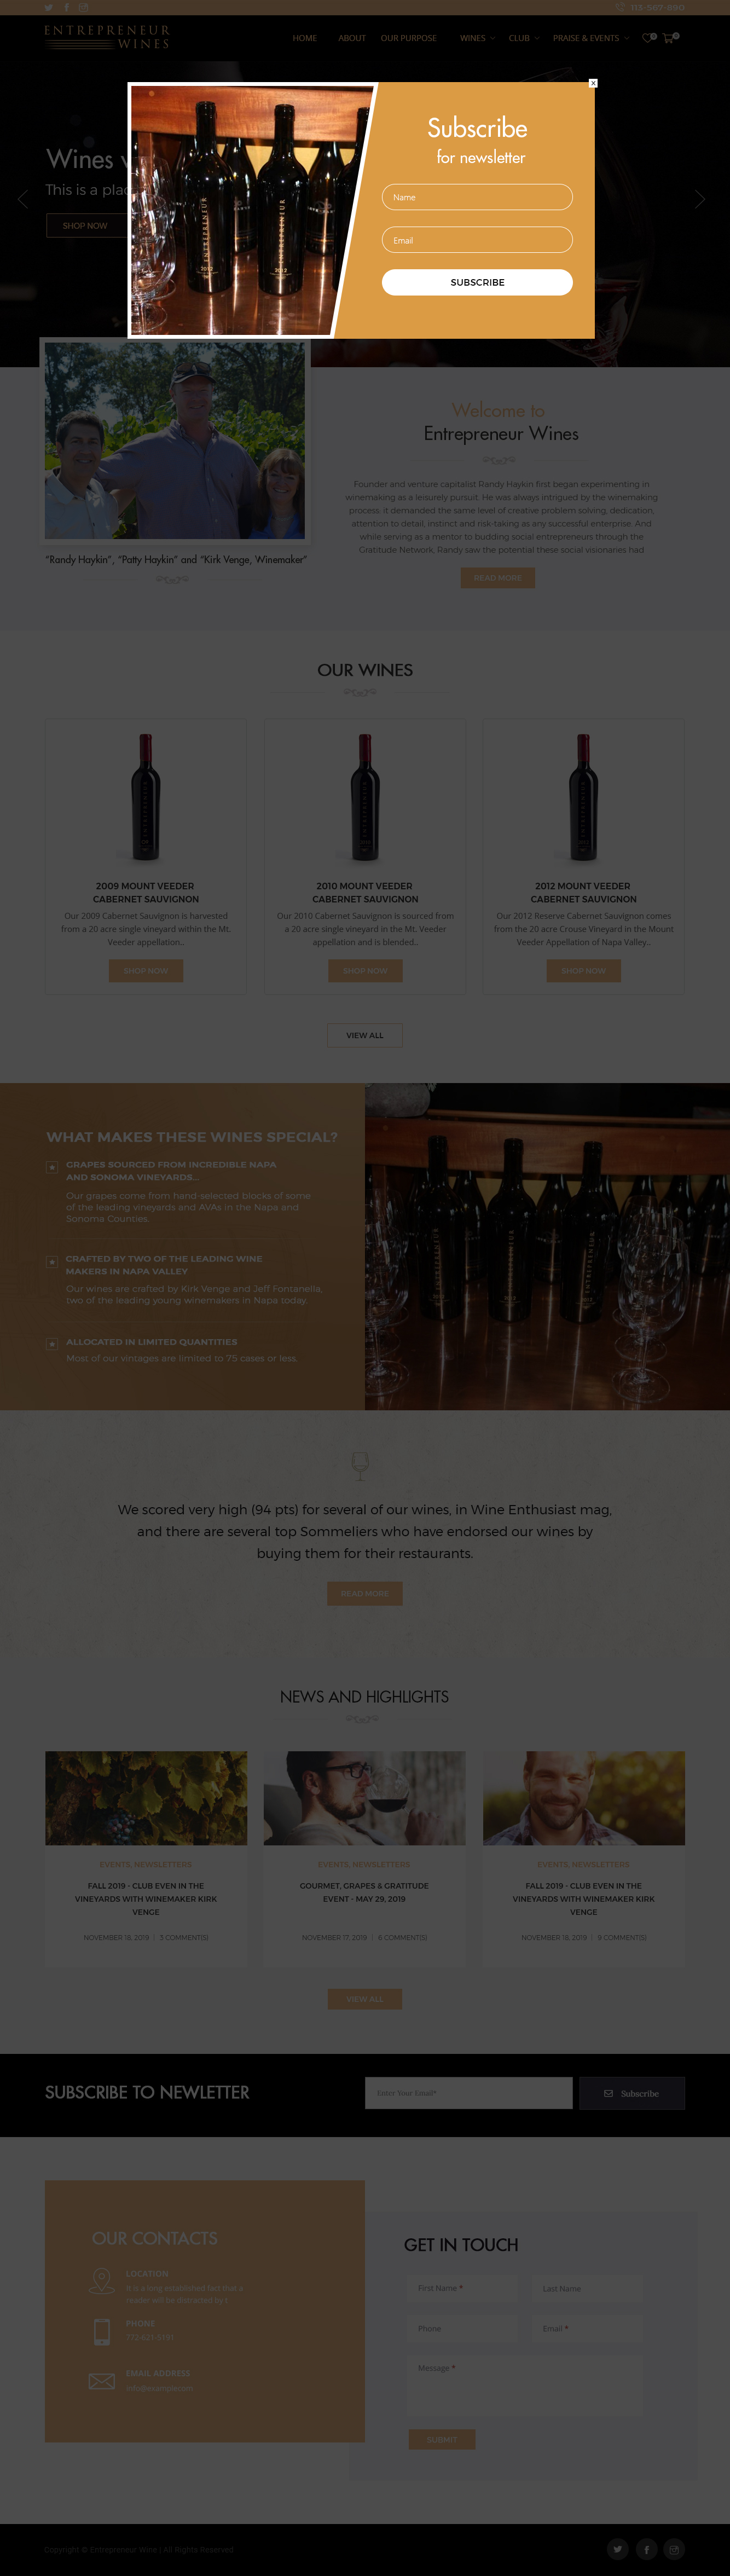 113-567-890
ENTREPRENEUR
WINES
HOME ABOUT OUR PURPOSE WINES CLUB PRAISE & EVENTS 0 0
Wines
This is a plac
SHOP NOW
x
Subscribe
for newsletter
Name
Email
SUBSCRIBE
ENTREPRENEUR
2012
ENTREPRENEUR
2012
"Randy Haykin", "Patty Haykin" and "Kirk Venge, Winemaker"
Welcome to
Entrepreneur Wines
Founder and venture capitalist Randy Haykin first began experimenting in
winemaking as a leisurely pursuit. He was always intrigued by the winemaking
process. it demanded the same level of creative problem solving, dedication,
attention to detail, instinct and risk-taking as any successful enterprise. And
while serving as a mentor to budding social entrepreneurs through the
Gratitude Network, Randy saw the potential these social visionaries had
READ MORE
OUR WINES
2009 MOUNT VEEDER
CABERNET SAUVIGNON
Our 2009 Cabernet Sauvignon is harvested
from a 20 acre single vineyard within the Mt.
Veeder appellation..
SHOP NOW
2010 MOUNT VEEDER
CABERNET SAUVIGNON
Our 2010 Cabernet Sauvignon is sourced from
a 20 acre single vineyard in the Mt. Veeder
appellation and is blended..
SHOP NOW
2012 MOUNT VEEDER
CABERNET SAUVIGNON
Our 2012 Reserve Cabernet Sauvignon comes
from the 20 acre Crouse Vineyard in the Mount
Veeder Appellation of Napa Valley..
SHOP NOW
VIEW ALL
WHAT MAKES THESE WINES SPECIAL?
GRAPES SOURCED FROM INCREDIBLE NAPA
AND SONOMA VINEYARDS...
Our grapes come from hand-selected blocks of some
of the leading vineyards and AVAs in the Napa and
Sonoma Counties.
CRAFTED BY TWO OF THE LEADING WINE
MAKERS IN NAPA VALLEY
Our wines are crafted by Kirk Venge and Jeff Fontanella,
two of the leading young winemakers in Napa today.
ALLOCATED IN LIMITED QUANTITIES
Most of our vintages are limited to 75 cases or less.
We scored very high (94 pts) for several of our wines, in Wine Enthusiast mag,
and there are several top Sommeliers who have endorsed our wines by
buying them for their restaurants.
READ MORE
NEWS AND HIGHLIGHTS
EVENTS, NEWSLETTERS
FALL 2019 - CLUB EVEN IN THE
VINEYARDS WITH WINEMAKER KIRK
VENGE
NOVEMBER 18, 2019 | 3 COMMENT(S)
EVENTS, NEWSLETTERS
GOURMET, GRAPES & GRATITUDE
EVENT - MAY 29, 2019
NOVEMBER 17, 2019 | 6 COMMENT(S)
EVENTS, NEWSLETTERS
FALL 2019 - CLUB EVEN IN THE
VINEYARDS WITH WINEMAKER KIRK
VENGE
NOVEMBER 18, 2019 | 9 COMMENT(S)
VIEW ALL
SUBSCRIBE TO NEWLETTER
Enter Your Email*
Subscribe
OUR CONTACTS
LOCATION
It is a long established fact that a
reader will be distracted by t
PHONE
EMAIL ADDRESS
GET IN TOUCH
First Name *
Last Name
Phone
Email *
Message *
SUBMIT
Copyright © Entrepreneur Wine / All Rights Reserved